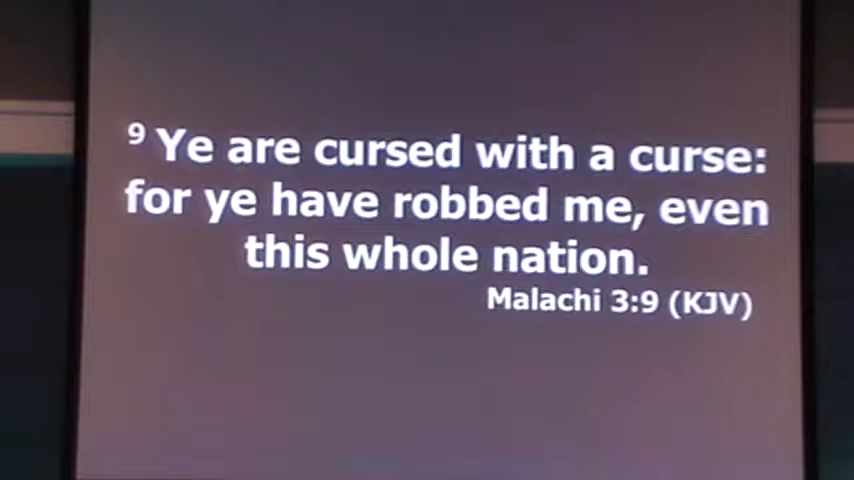 9 Ye are cursed with a curse:
for ye have robbed me, even
this whole nation.
Malachi 3:9 (KJV)